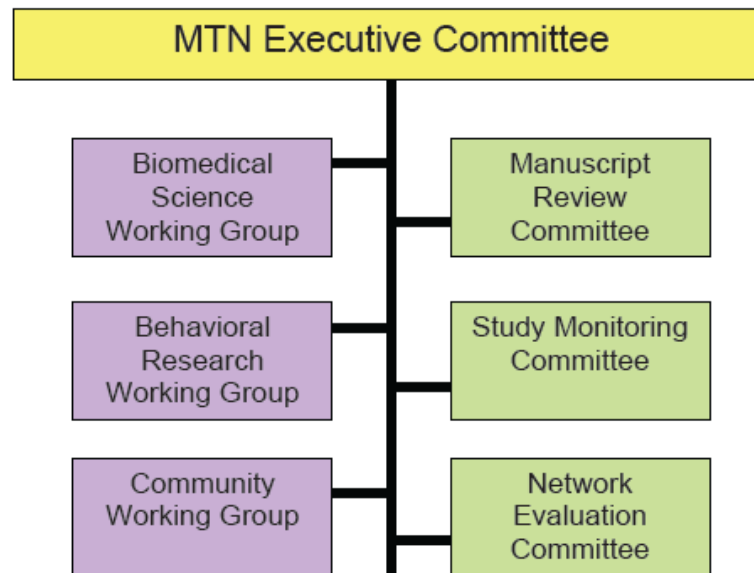 MTN Executive Committee
Biomedical
Science
Working Group
Manuscript
Review
Committee
Behavioral
Research
Working Group
Study Monitoring
Committee
Community
Working Group
Network
Evaluation
Committee